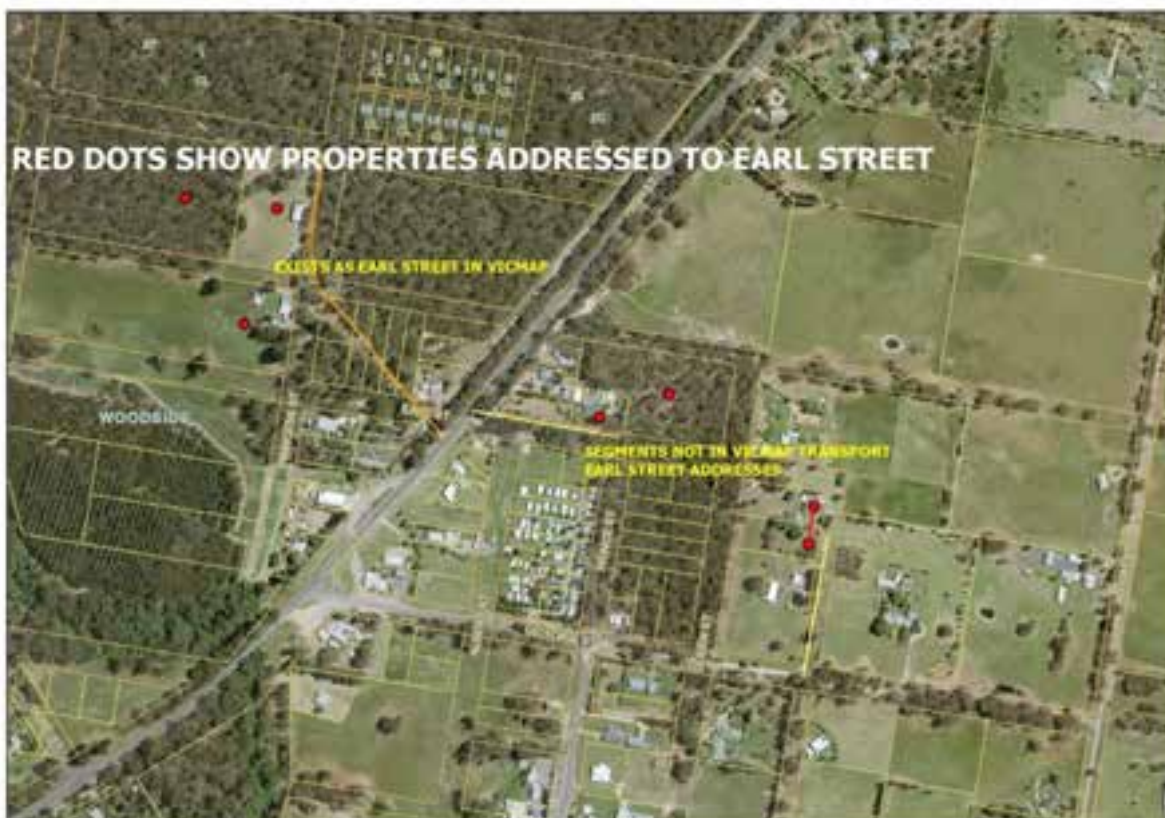 RED DOTS SHOW PROPERTIES ADDRESSED TO EARL STREET
EXISTS AS EARL STREET IN VICMAP
WOODSIDE
SEGMENTS NOT IN VICMAP TRANSPORT
EARL STREET ADDRESSES